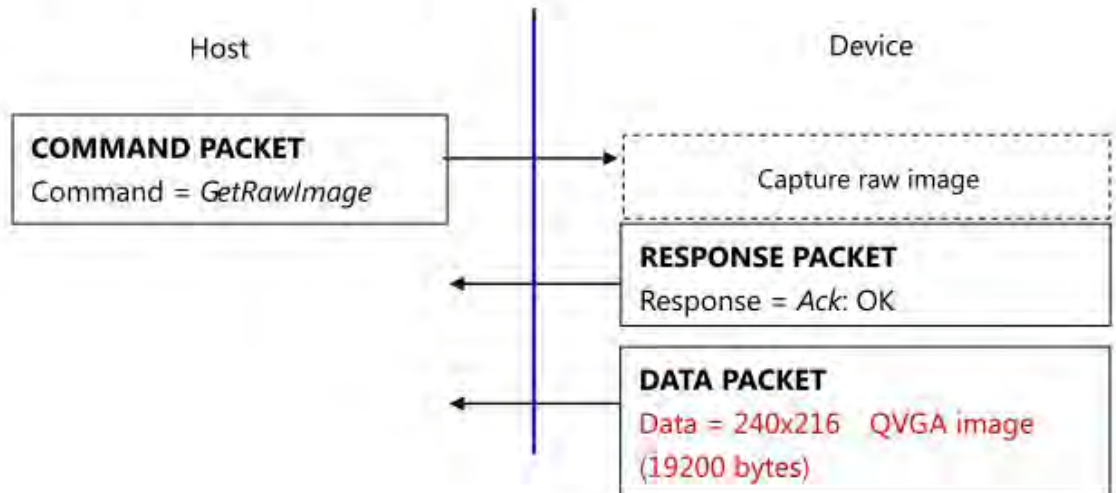 Host
Device
COMMAND PACKET
Command = GetRawImage
Capture raw image
RESPONSE PACKET
Response = Ack: OK
DATA PACKET
Data = 240x216 QVGA image
(19200 bytes)